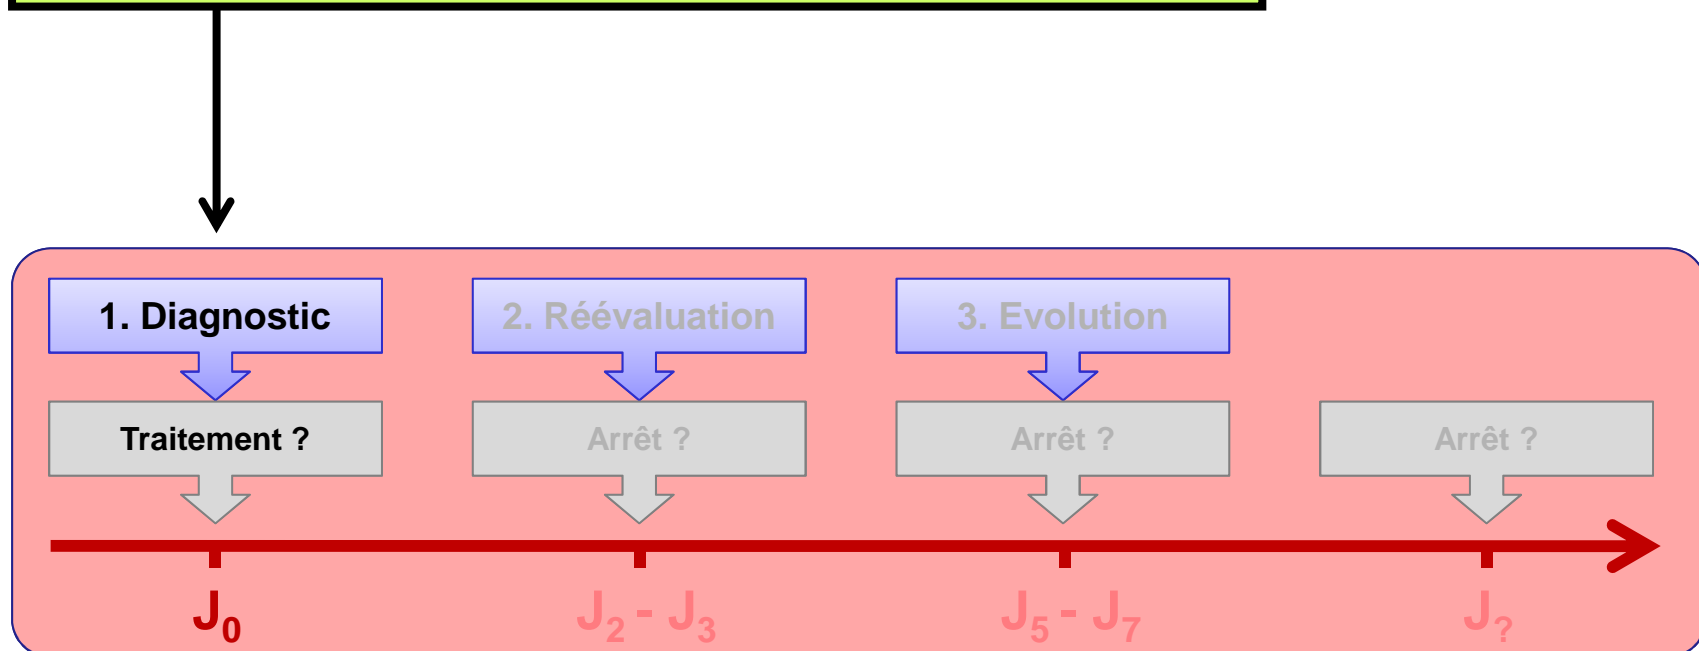 1. Diagnostic
2. Réévaluation
3. Evolution
Traitement ?
Arrêt ?
Arrêt ?
Arrêt ?
J0
J2 - J3
J5 - J7
J?